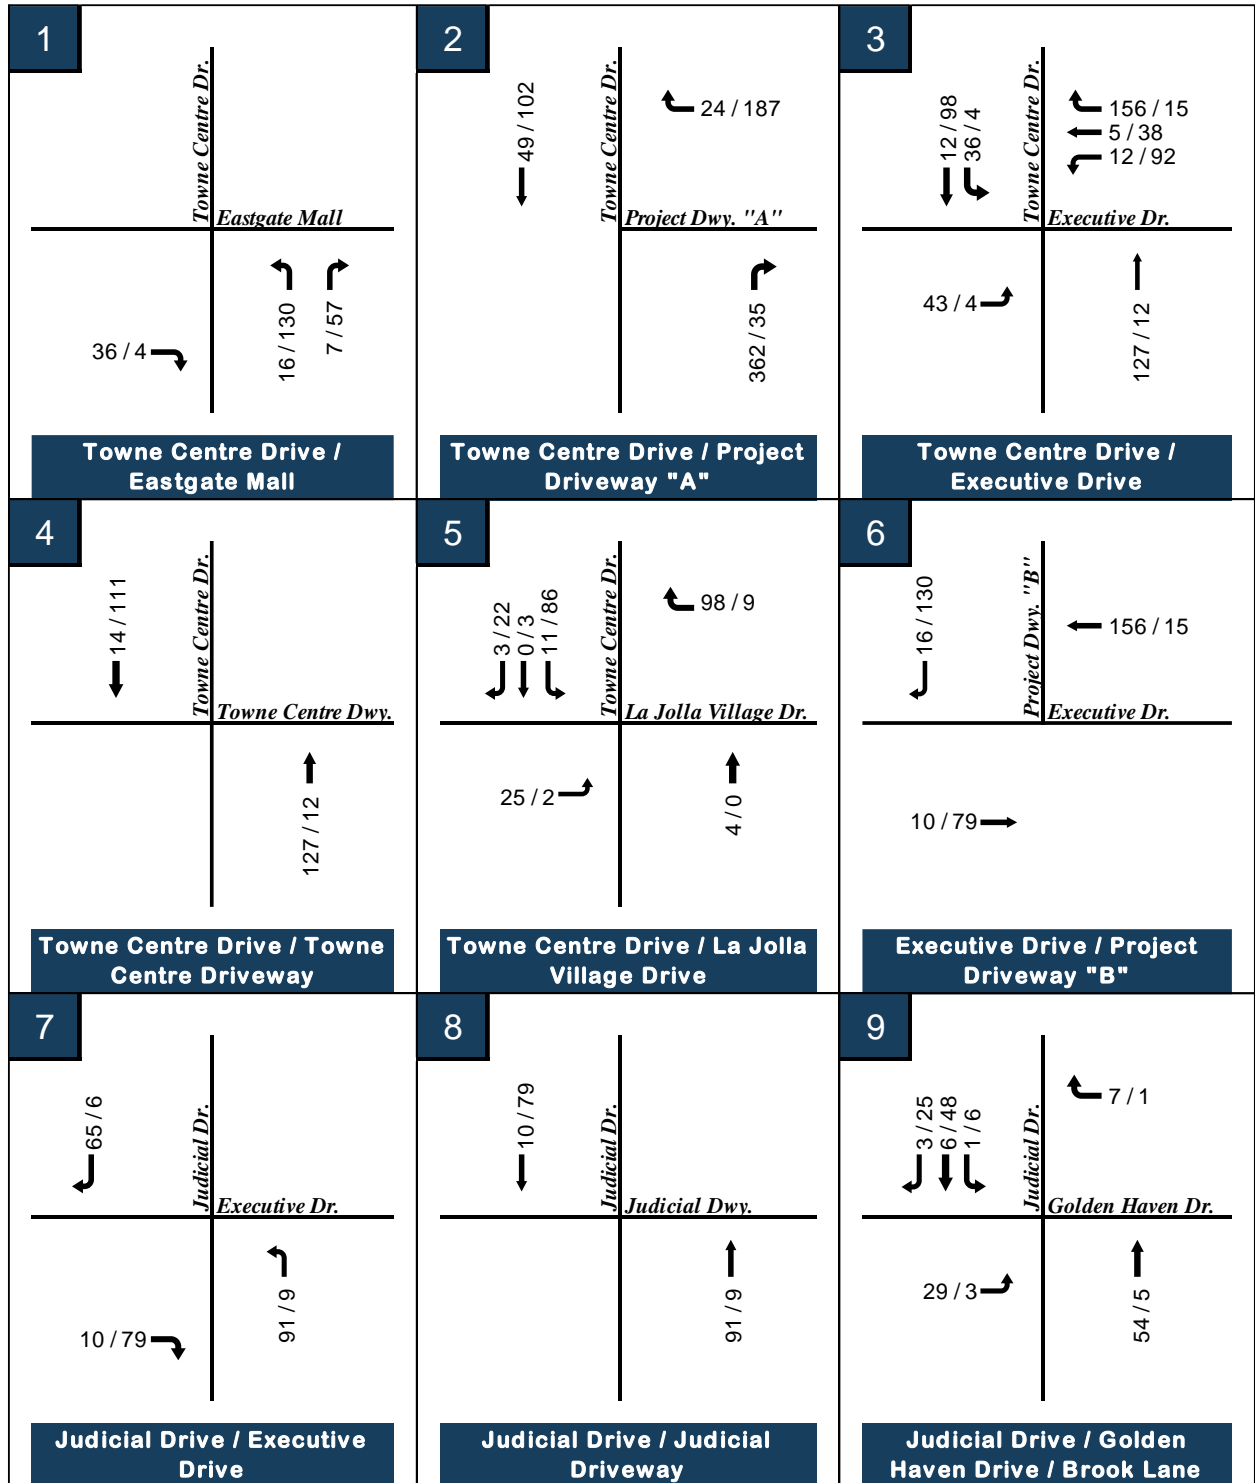 1
Towne Centre Dr.
Eastgate Mall
36 / 4
16 / 130
7 / 57
Towne Centre Drive /
Eastgate Mall
2
49 / 102
Towne Centre Dr.
24 / 187
Project Dwy. "A"
362 / 35
Towne Centre Drive / Project
Driveway "A"
3
12 / 98
36 / 4
Towne Centre Dr.
156 / 15
5 / 38
12 / 92
Executive Dr.
43 / 4
127 / 12
Towne Centre Drive /
Executive Drive
4
14 / 111
Towne Centre Dr.
Towne Centre Dwy.
127 / 12
Towne Centre Drive / Towne
Centre Driveway
5
3 / 22
0 / 3
11 / 86
Towne Centre Dr.
98 / 9
La Jolla Village Dr.
25 / 2
4 / 0
Towne Centre Drive / La Jolla
Village Drive
6
16 / 130
Project Dwy. "B"
156 / 15
Executive Dr.
10 / 79
Executive Drive / Project
Driveway "B"
7
65 / 6
Judicial Dr.
Executive Dr.
10 / 79
91 / 9
Judicial Drive / Executive
Drive
8
10 / 79
Judicial Dr.
Judicial Dwy.
91 / 9
Judicial Drive / Judicial
Driveway
9
3 / 25
6 / 48
1 / 6
Judicial Dr.
7 / 1
Golden Haven Dr.
29 / 3
54 / 5
Judicial Drive / Golden
Haven Drive / Brook Lane